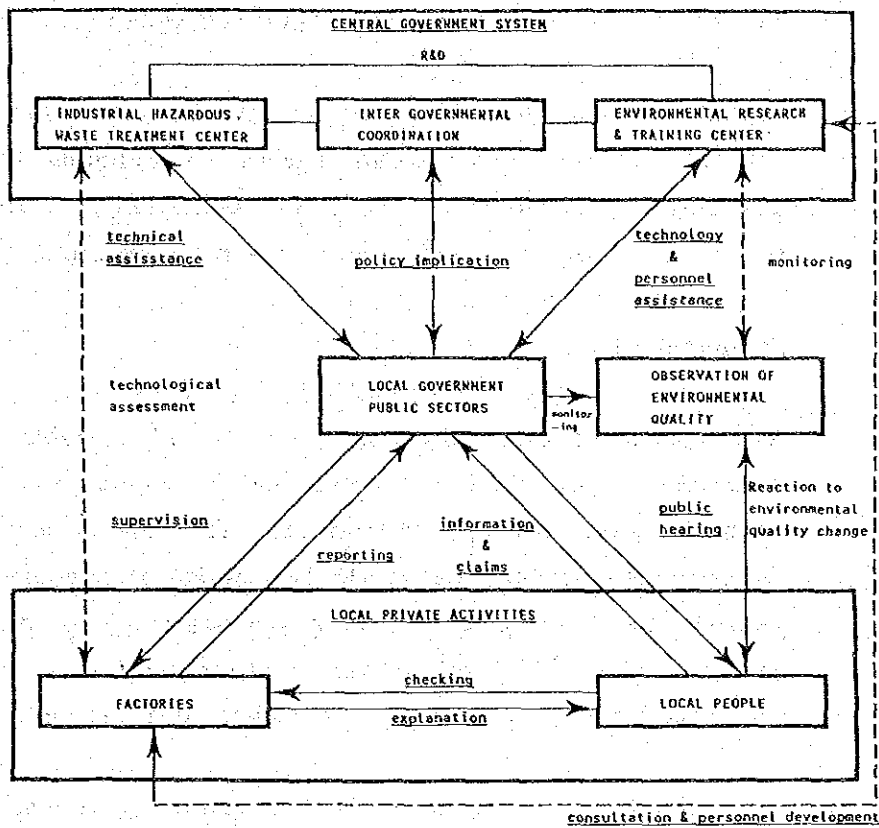 CENTRAL GOVERNMENT SYSTEM
R&D
INDUSTRIAL HAZARDOUS.
WASTE TREATMENT CENTER
INTER GOVERNMENTAL
COORDINATION
ENVIRONMENTAL RESEARCH
& TRAINING CENTER
technical
assisstance
policy implication
technology
&
personnel
assistance
monitoring
technological
assessment
LOCAL GOVERNMENT
PUBLIC SECTORS
monitor
-ing
OBSERVATION OF
ENVIRONMENTAL
QUALITY
supervision
reporting
information
&
claims
public
hearing
Reaction to
environmental
quality change
LOCAL PRIVATE ACTIVITIES
FACTORIES
checking
explanation
LOCAL PEOPLE
consultation & personnel development